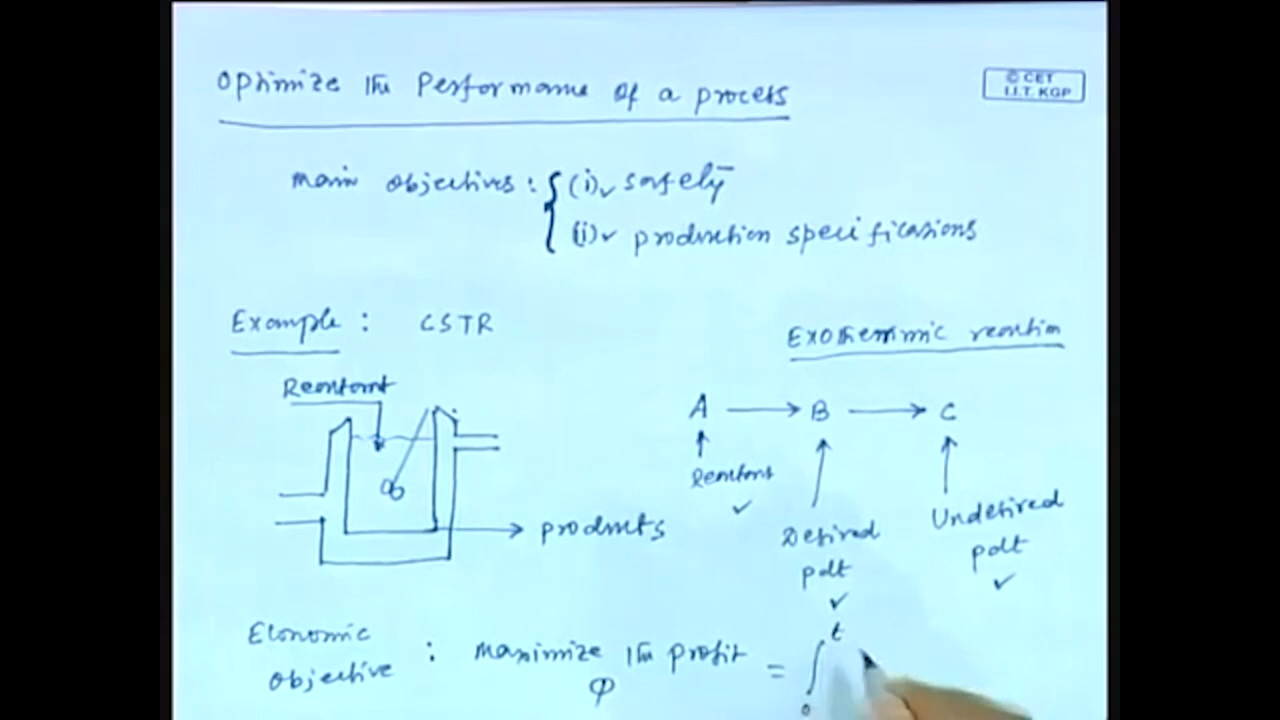 Optimize the Performance of a process
© CET
I.I.T. KGP
main objectives : { (i) ✓ safety
(i) ✓ production specifications
Example : CSTR
Exothermic reaction
Reactant
A → B → C
Reactant ✓
Desired pdt ✓
Undesired pdt ✓
products
Economic objective : Maximize the profit = ∫
t
φ
0